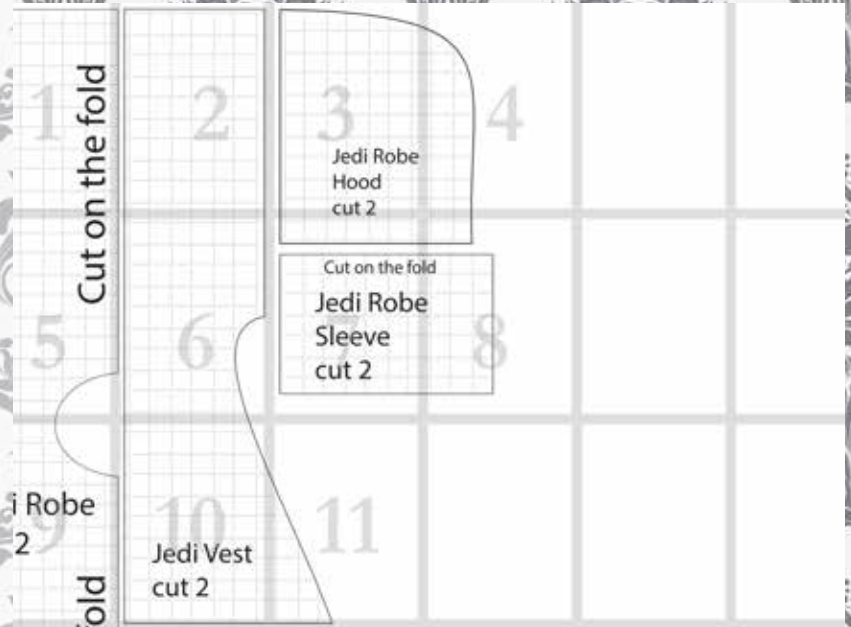 Cut on the fold
1
2
3
4
Jedi Robe
Hood
cut 2
Cut on the fold
Jedi Robe
Sleeve
cut 2
5
6
7
8
i Robe
2
9
10
11
Jedi Vest
cut 2
old